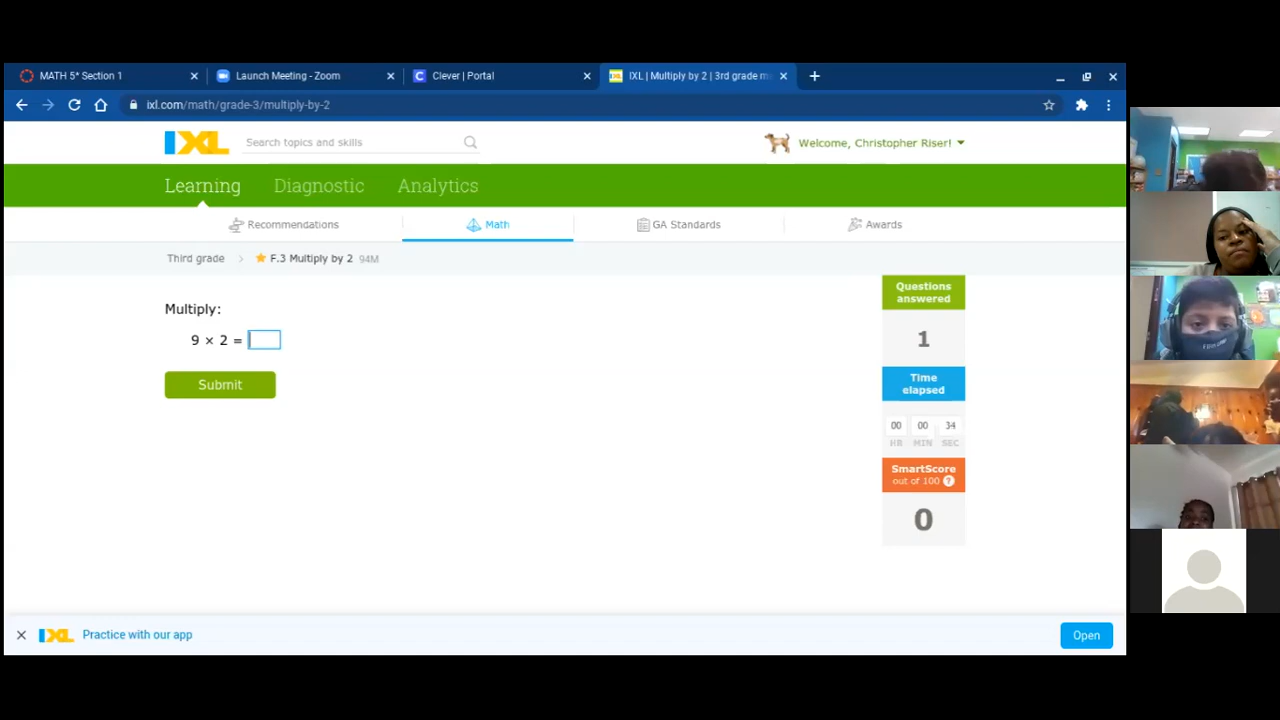 MATH 5* Section 1
Launch Meeting - Zoom
Clever | Portal
IXL | Multiply by 2 | 3rd grade m
ixl.com/math/grade-3/multiply-by-2
IXL
Search topics and skills
Welcome, Christopher Riser!
Learning
Diagnostic
Analytics
Recommendations
Math
GA Standards
Awards
Third grade > F.3 Multiply by 2 94M
Multiply:
9 × 2 =
Submit
Questions
answered
1
Time
elapsed
00 00 34
HR MIN SEC
SmartScore
out of 100 ?
0
IXL Practice with our app
Open